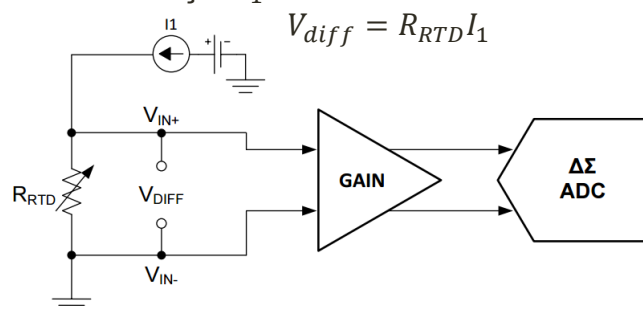 I1
+ −
V_diff = R_RTD I_1
V_IN+
R_RTD
V_DIFF
GAIN
ΔΣ
ADC
V_IN-